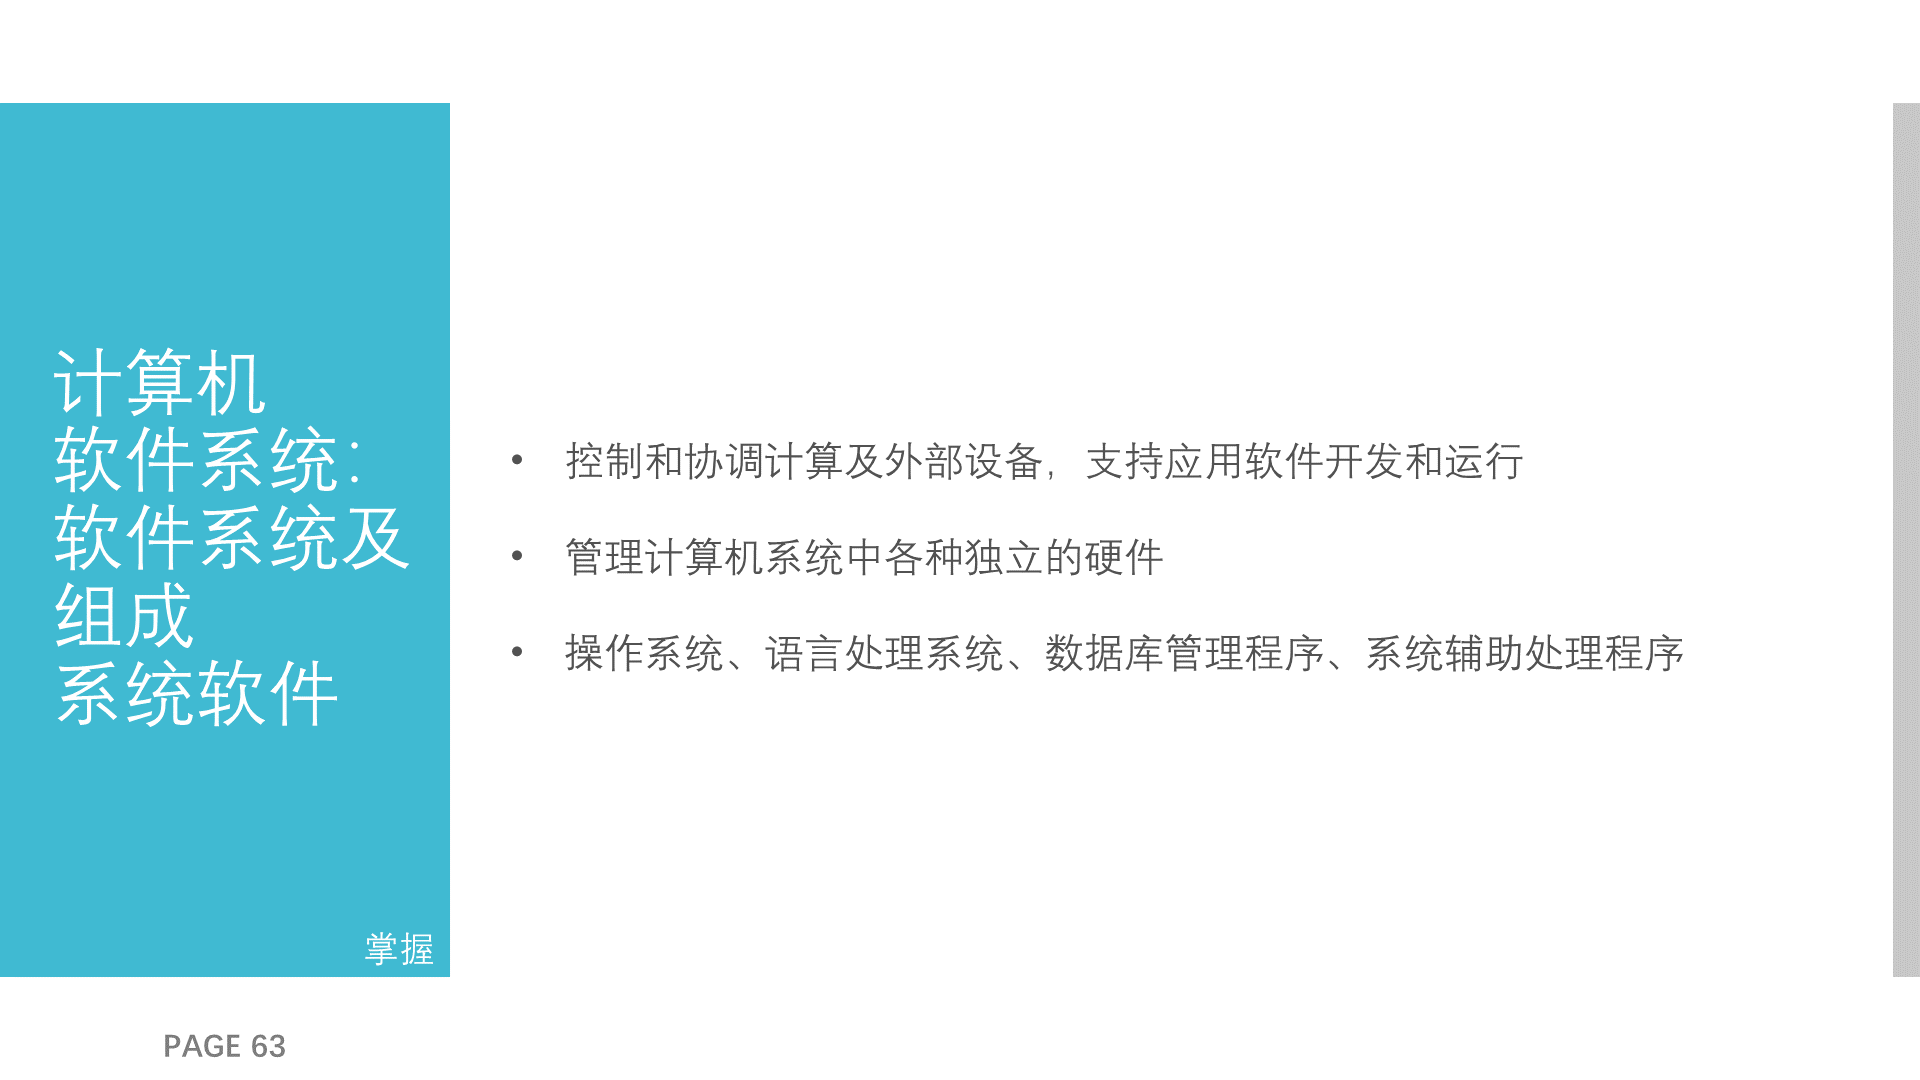 计算机
软件系统：
软件系统及
组成
系统软件
掌握
• 控制和协调计算及外部设备，支持应用软件开发和运行
• 管理计算机系统中各种独立的硬件
• 操作系统、语言处理系统、数据库管理程序、系统辅助处理程序
PAGE 63